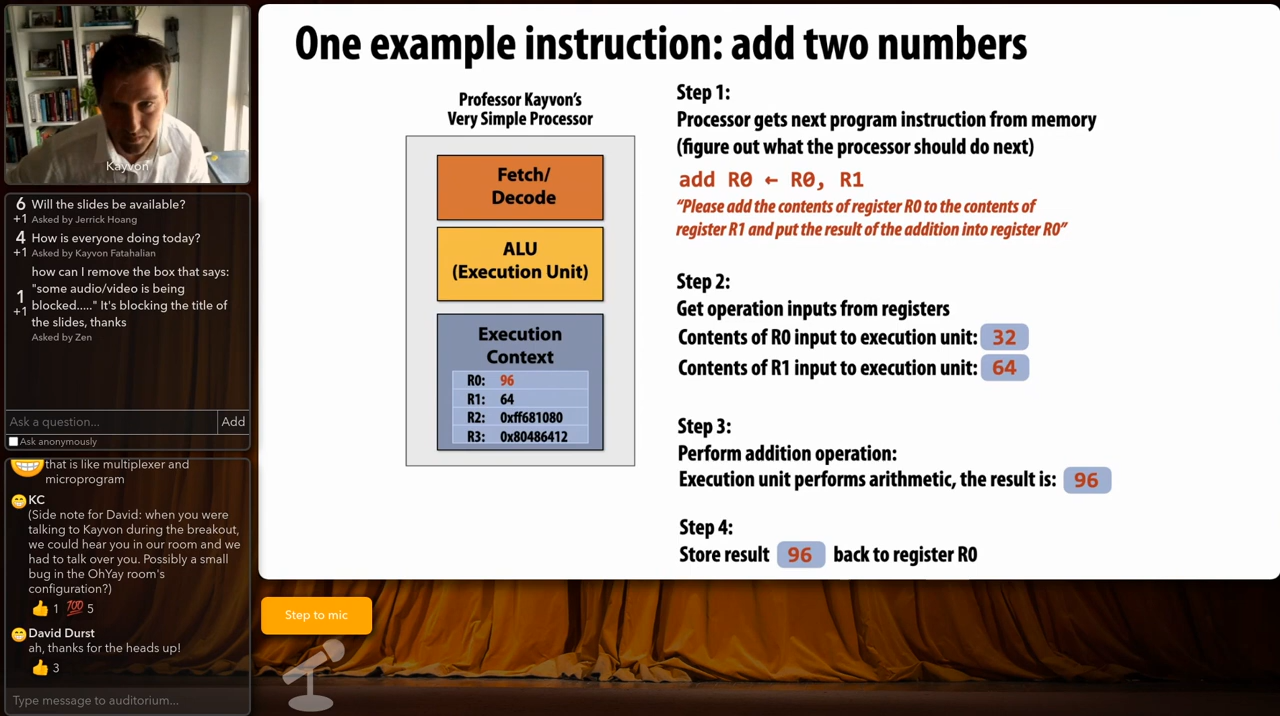 Kayvon
6 Will the slides be available?
+1 Asked by Jerrick Hoang
4 How is everyone doing today?
+1 Asked by Kayvon Fatahalian
how can I remove the box that says:
"some audio/video is being
1 blocked....." It's blocking the title of
+1 the slides, thanks
Asked by Zen
Ask a question... Add
Ask anonymously
that is like multiplexer and
microprogram
KC
(Side note for David: when you were
talking to Kayvon during the breakout,
we could hear you in our room and we
had to talk over you. Possibly a small
bug in the OhYay room's
configuration?)
👍 1 💯 5
David Durst
ah, thanks for the heads up!
👍 3
Type message to auditorium...
One example instruction: add two numbers
Professor Kayvon’s
Very Simple Processor
Fetch/
Decode
ALU
(Execution Unit)
Execution
Context
R0: 96
R1: 64
R2: 0xff681080
R3: 0x80486412
Step 1:
Processor gets next program instruction from memory
(figure out what the processor should do next)
add R0 ← R0, R1
“Please add the contents of register R0 to the contents of
register R1 and put the result of the addition into register R0”
Step 2:
Get operation inputs from registers
Contents of R0 input to execution unit: 32
Contents of R1 input to execution unit: 64
Step 3:
Perform addition operation:
Execution unit performs arithmetic, the result is: 96
Step 4:
Store result 96 back to register R0
Step to mic